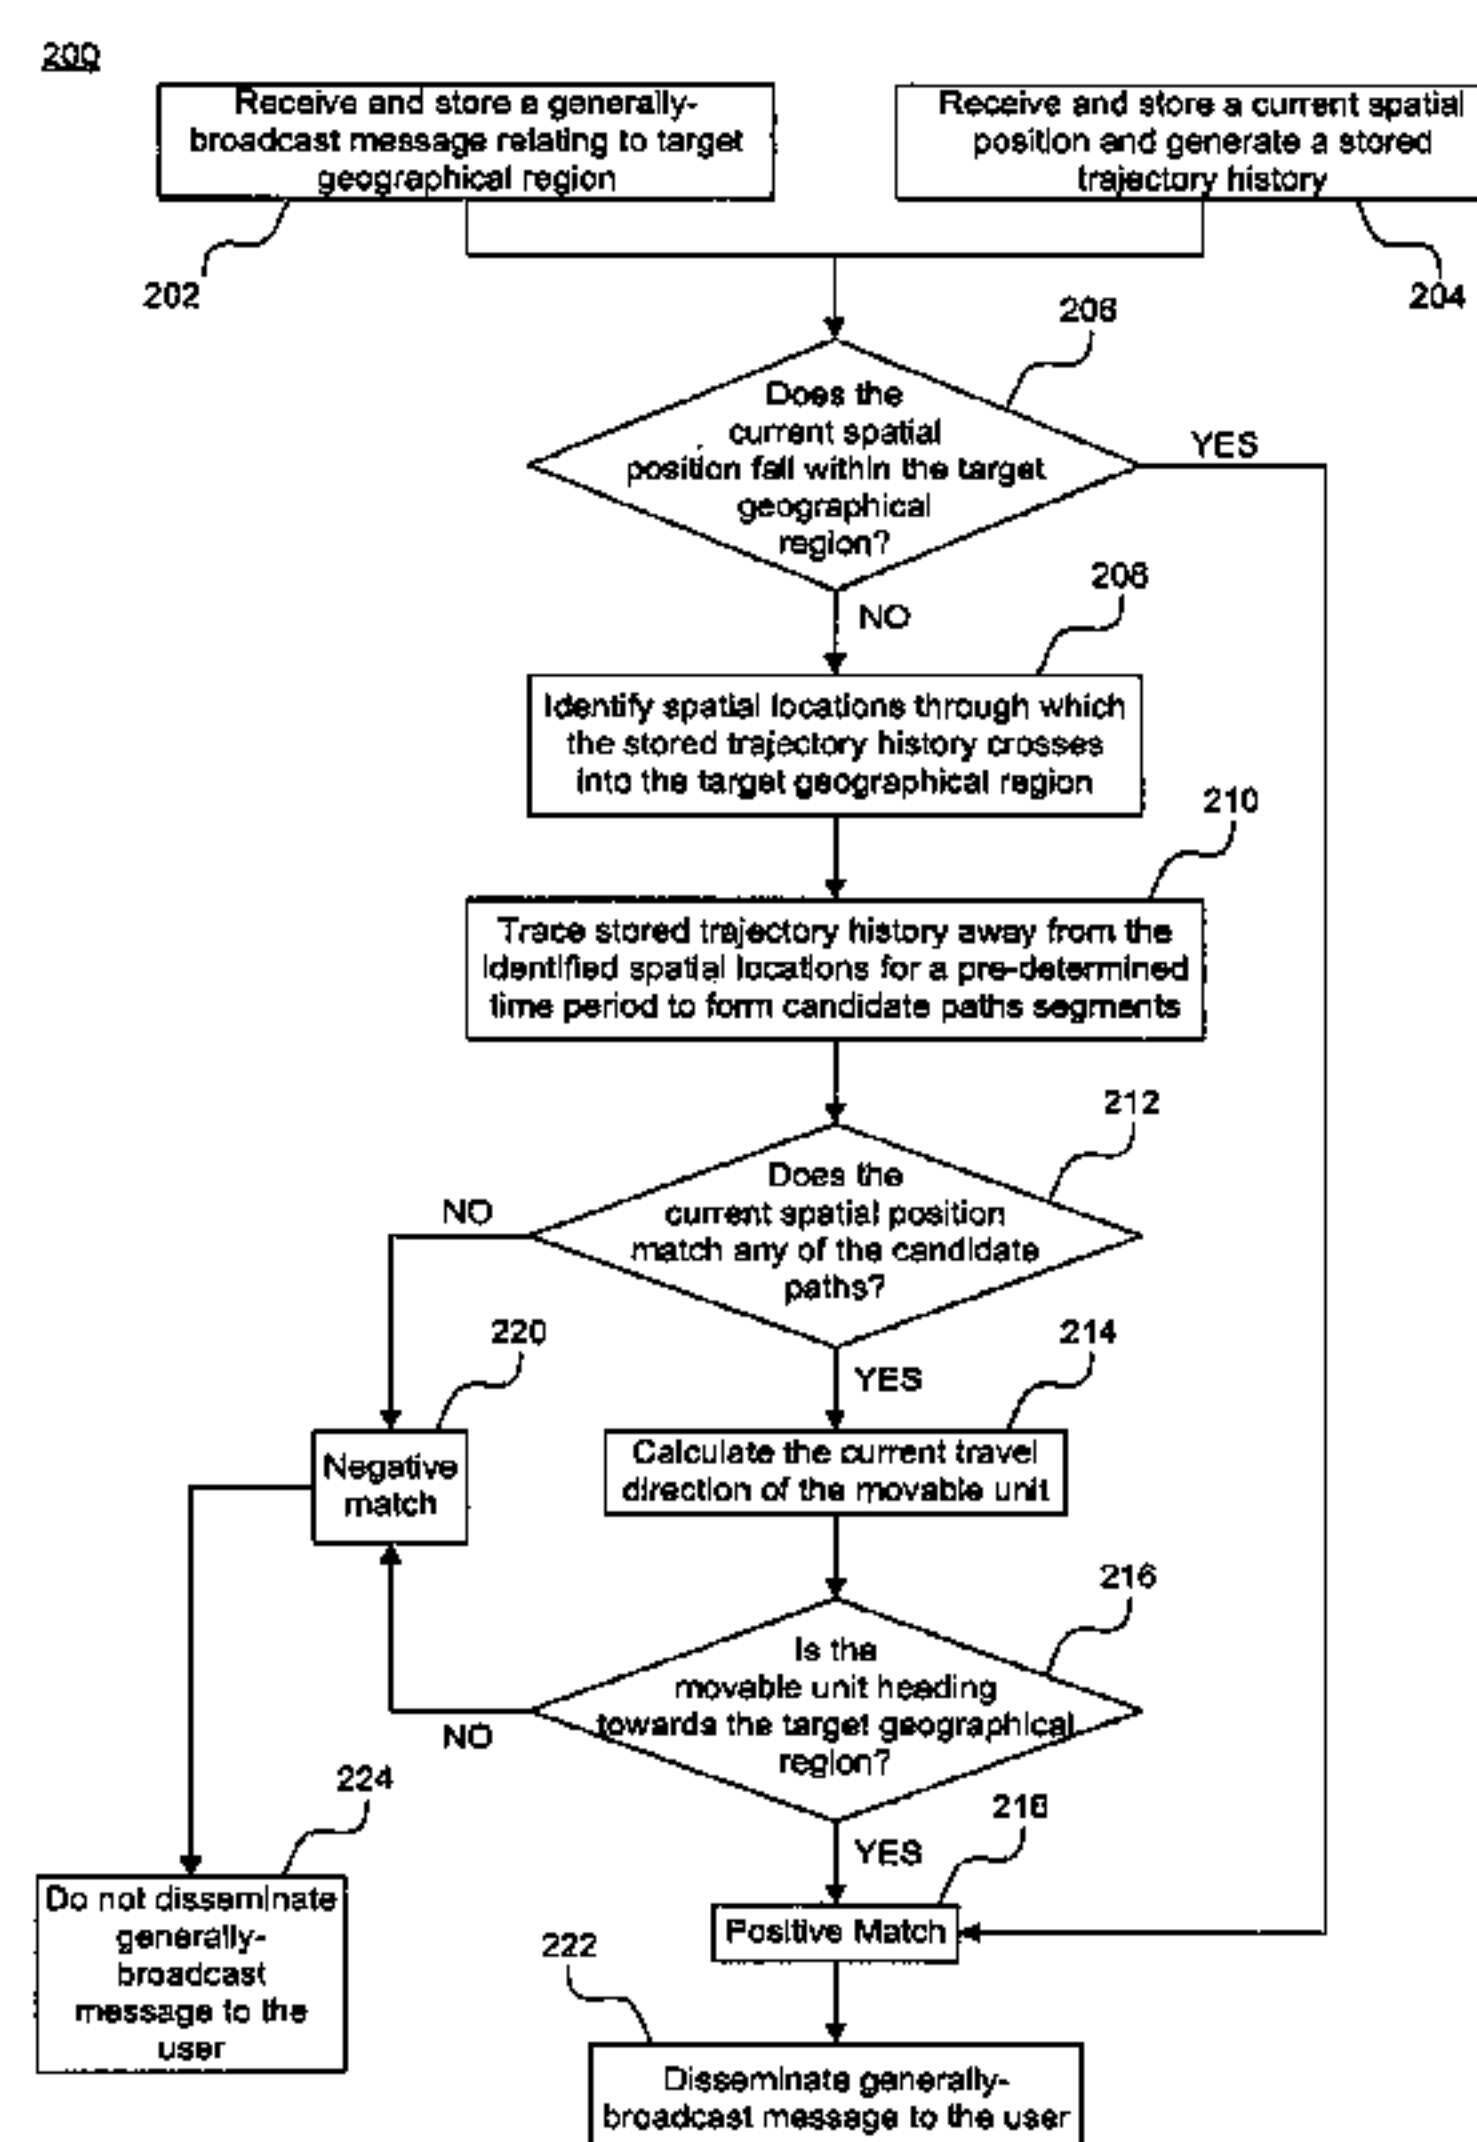 200
Receive and store a generally-
broadcast message relating to target
geographical region
Receive and store a current spatial
position and generate a stored
trajectory history
202
204
206
Does the
current spatial
position fall within the target
geographical
region?
YES
NO
208
Identify spatial locations through which
the stored trajectory history crosses
into the target geographical region
210
Trace stored trajectory history away from the
identified spatial locations for a pre-determined
time period to form candidate paths segments
212
Does the
current spatial position
match any of the candidate
paths?
NO
YES
220
214
Negative
match
Calculate the current travel
direction of the movable unit
216
Is the
movable unit heading
towards the target geographical
region?
NO
YES
224
218
Do not disseminate
generally-
broadcast
message to the
user
Positive Match
222
Disseminate generally-
broadcast message to the user